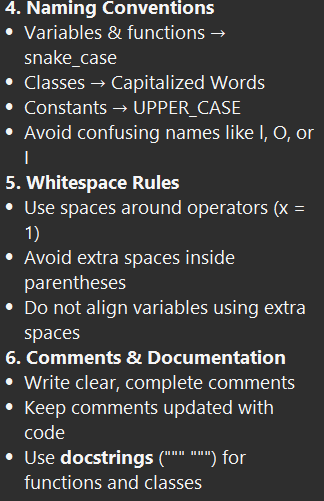 4. Naming Conventions
• Variables & functions →
snake_case
• Classes → Capitalized Words
• Constants → UPPER_CASE
• Avoid confusing names like l, O, or
I
5. Whitespace Rules
• Use spaces around operators (x =
1)
• Avoid extra spaces inside
parentheses
• Do not align variables using extra
spaces
6. Comments & Documentation
• Write clear, complete comments
• Keep comments updated with
code
• Use docstrings (""" """) for
functions and classes